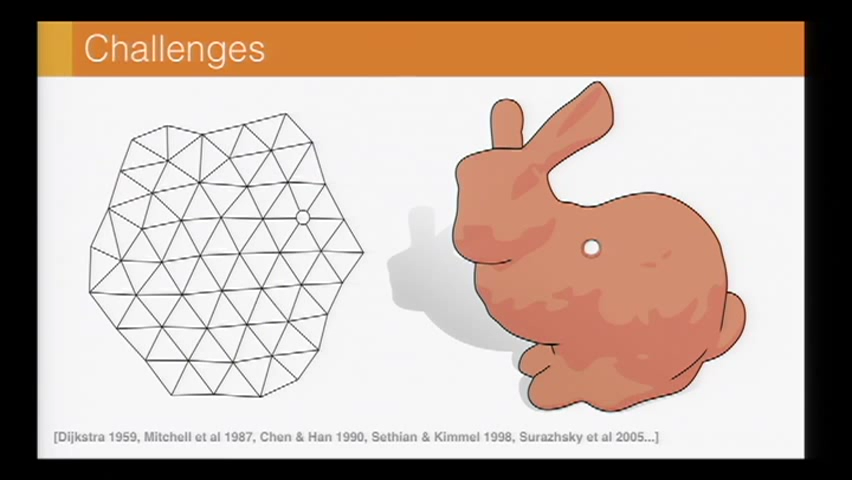 Challenges
[Dijkstra 1959, Mitchell et al 1987, Chen & Han 1990, Sethian & Kimmel 1998, Surazhsky et al 2005...]